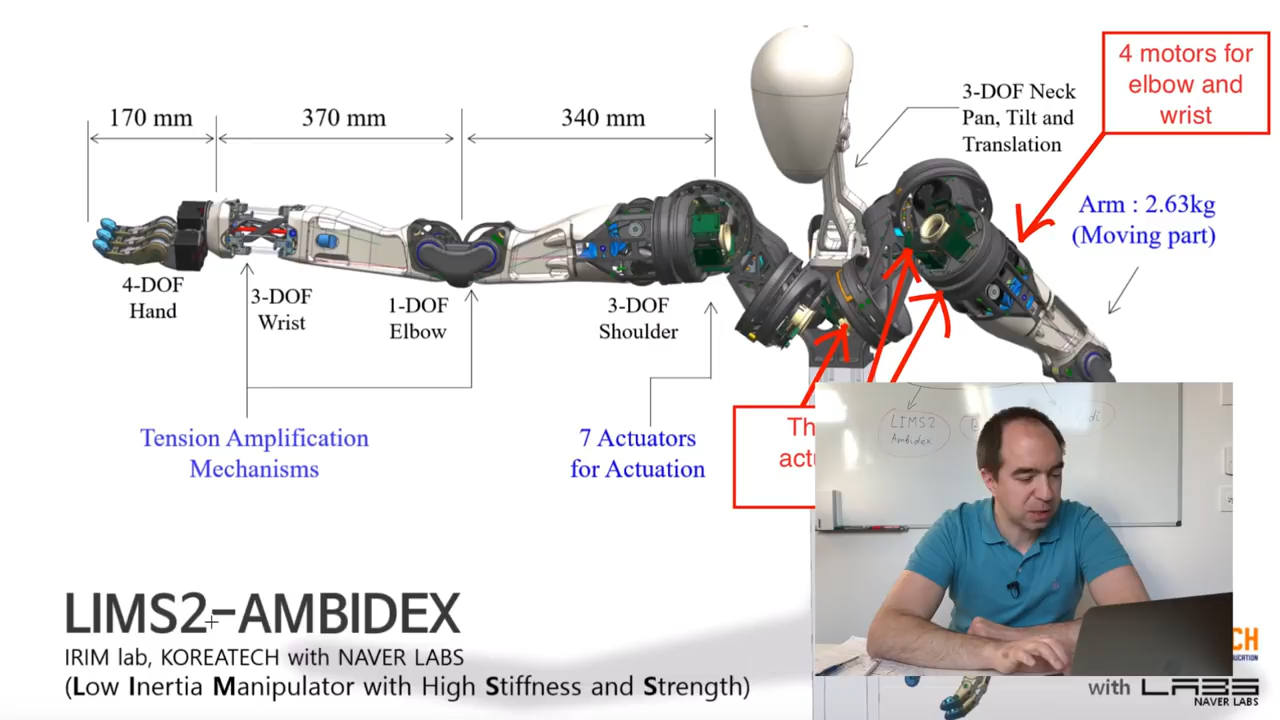 170 mm
370 mm
340 mm
3-DOF Neck
Pan, Tilt and
Translation
4 motors for
elbow and
wrist
Arm : 2.63kg
(Moving part)
4-DOF
Hand
3-DOF
Wrist
1-DOF
Elbow
3-DOF
Shoulder
Tension Amplification
Mechanisms
7 Actuators
for Actuation
Th
actu
LIMS2
Ambidex
di
LIMS2-AMBIDEX
IRIM lab, KOREATECH with NAVER LABS
(Low Inertia Manipulator with High Stiffness and Strength)
CH
UCATION
with LABS
NAVER LABS